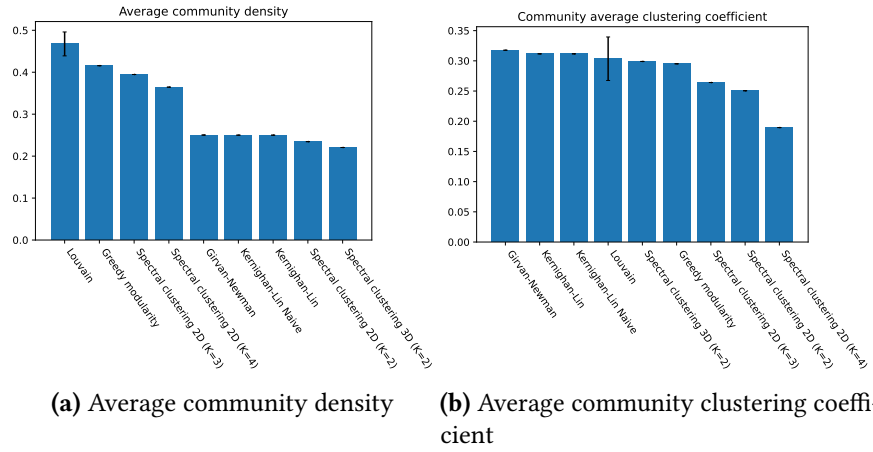 Average community density
0.5
0.4
0.3
0.2
0.1
0.0
Louvain
Greedy modularity
Spectral clustering 2D (K=3)
Spectral clustering 2D (K=4)
Girvan-Newman
Kernighan-Lin Naive
Kernighan-Lin
Spectral clustering 2D (K=2)
Spectral clustering 3D (K=2)
(a) Average community density
Community average clustering coefficient
0.35
0.30
0.25
0.20
0.15
0.10
0.05
0.00
Girvan-Newman
Kernighan-Lin
Kernighan-Lin Naive
Louvain
Spectral clustering 3D (K=2)
Greedy modularity
Spectral clustering 2D (K=3)
Spectral clustering 2D (K=2)
Spectral clustering 2D (K=4)
(b) Average community clustering coeffi-
cient